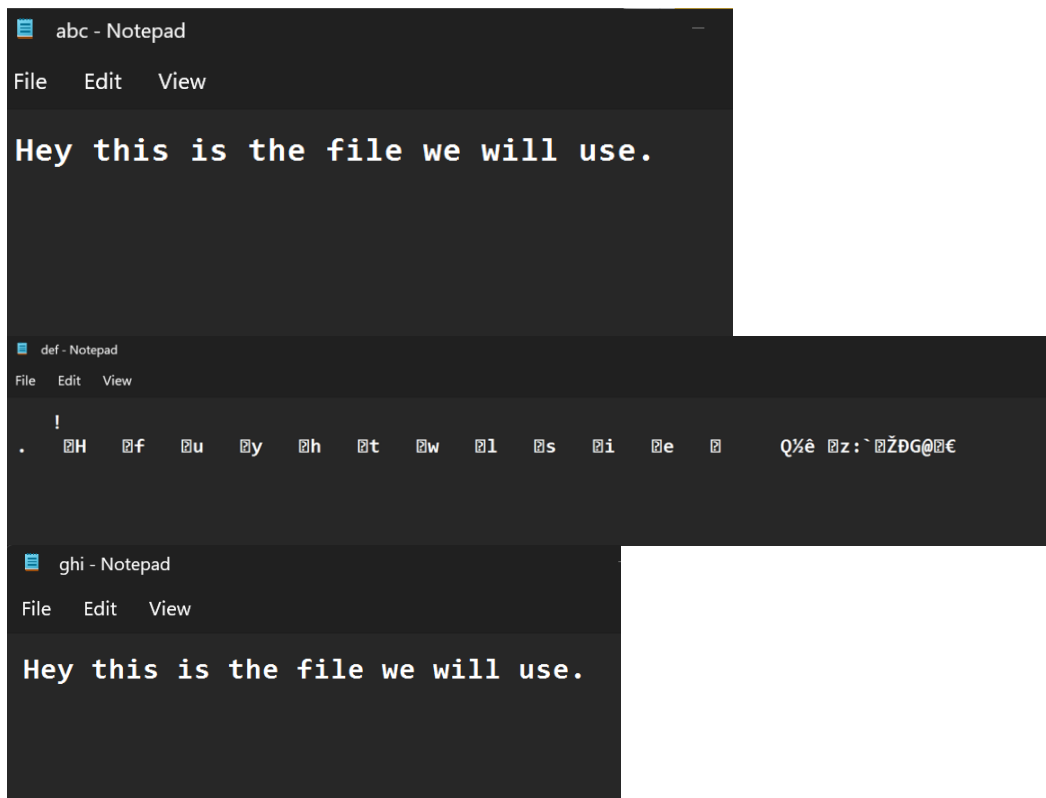 abc - Notepad
File Edit View
Hey this is the file we will use.
def - Notepad
File Edit View
!
. �H �f �u �y �h �t �w �l �s �i �e � Q½ê �z:`�ŽÐG@�€
ghi - Notepad
File Edit View
Hey this is the file we will use.